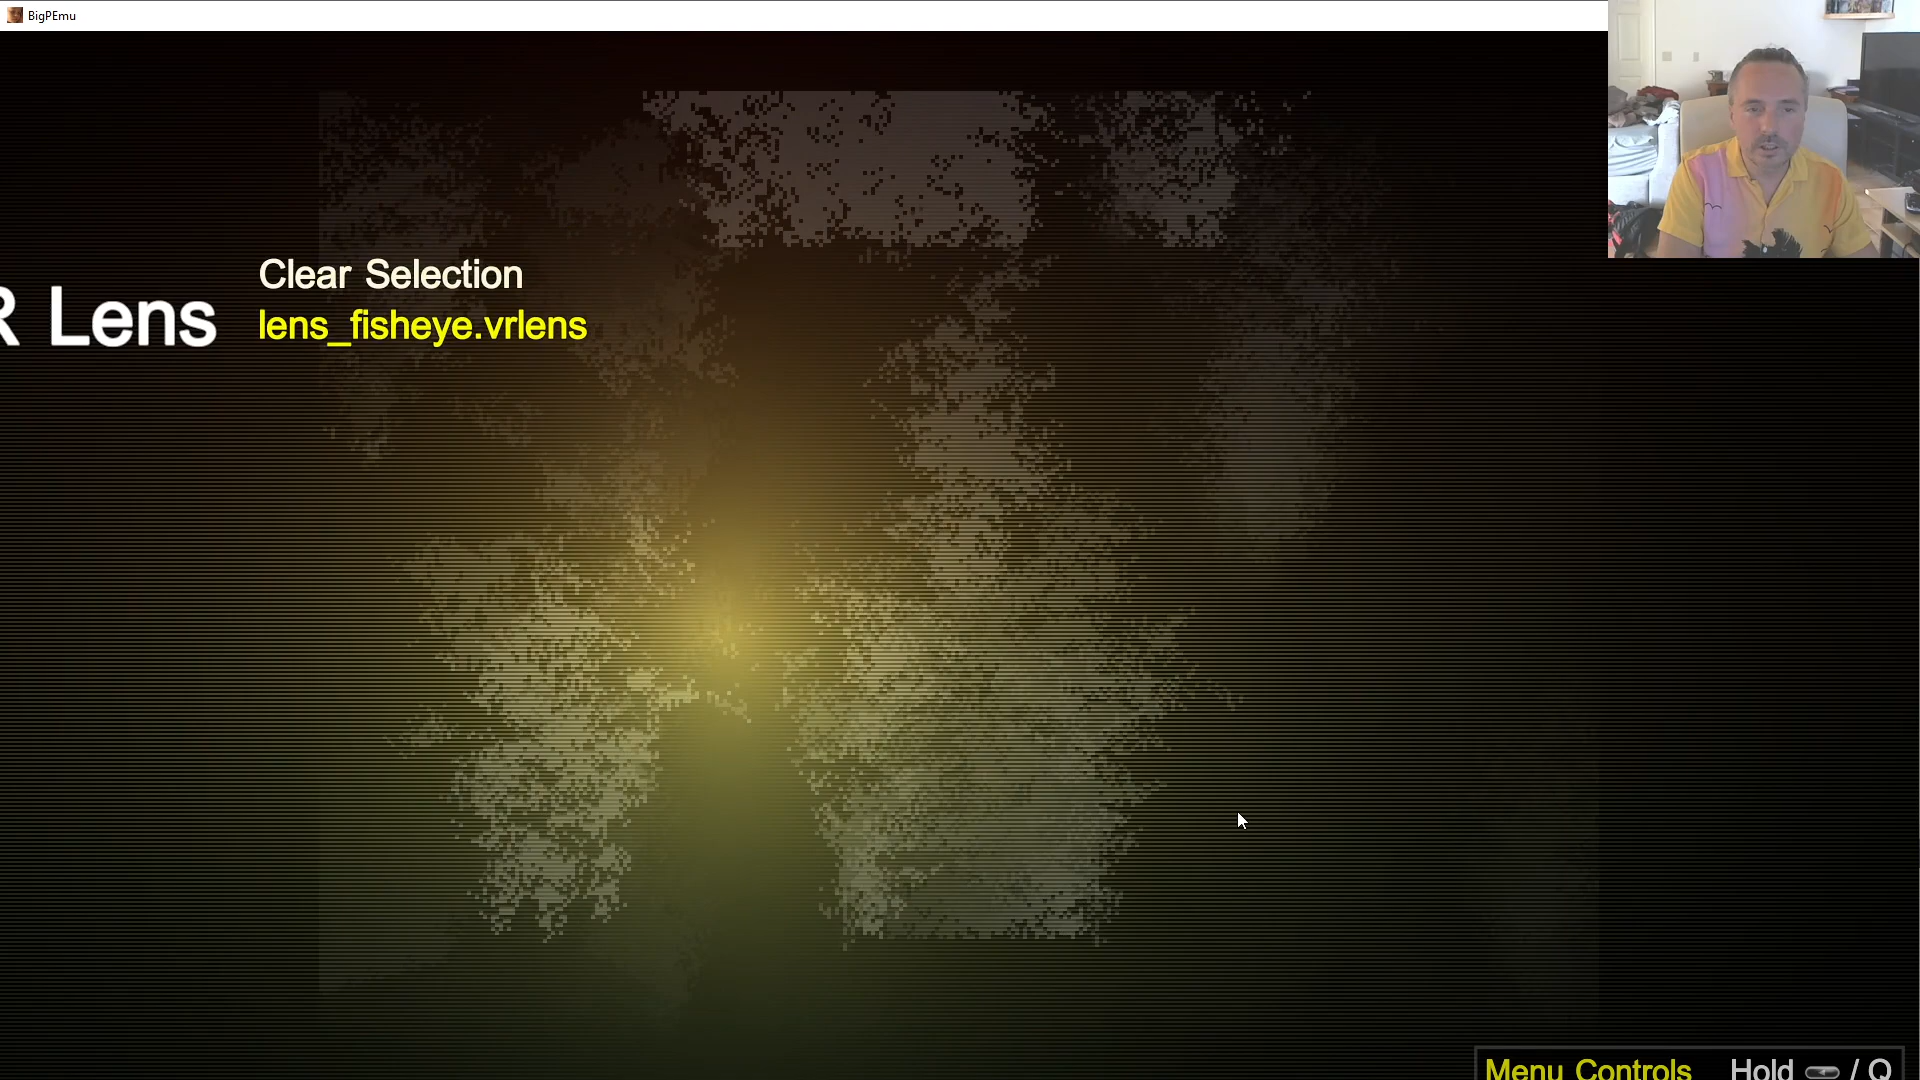 BigPEmu
Clear Selection
R Lens
lens_fisheye.vrlens
Menu Controls Hold / Q